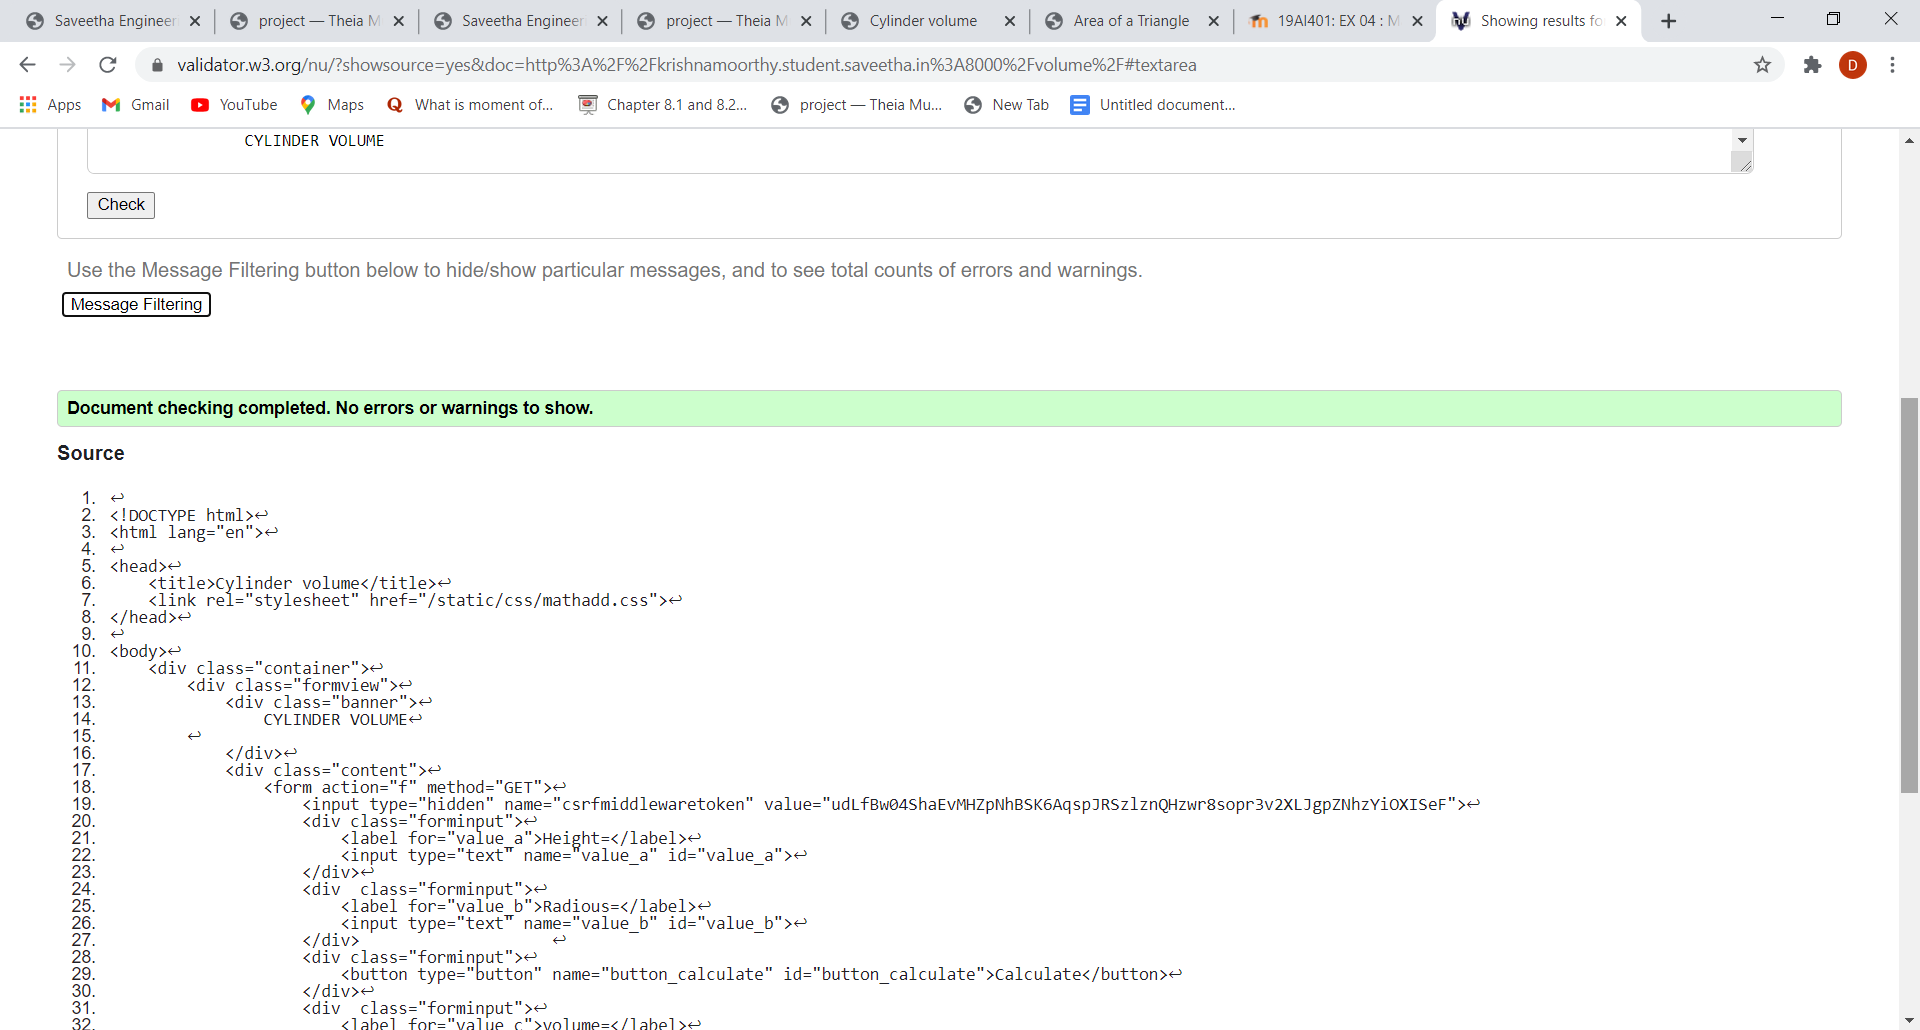 Saveetha Engineer
project — Theia M
Saveetha Engineer
project — Theia M
Cylinder volume
Area of a Triangle
19AI401: EX 04 : M
Showing results fo
validator.w3.org/nu/?showsource=yes&doc=http%3A%2F%2Fkrishnamoorthy.student.saveetha.in%3A8000%2Fvolume%2F#textarea
D
Apps
Gmail
YouTube
Maps
What is moment of...
Chapter 8.1 and 8.2...
project — Theia Mu...
New Tab
Untitled document...
CYLINDER VOLUME
Check
Use the Message Filtering button below to hide/show particular messages, and to see total counts of errors and warnings.
Message Filtering
Document checking completed. No errors or warnings to show.
Source
1. ↩
2. <!DOCTYPE html>↩
3. <html lang="en">↩
4. ↩
5. <head>↩
6. <title>Cylinder volume</title>↩
7. <link rel="stylesheet" href="/static/css/mathadd.css">↩
8. </head>↩
9. ↩
10. <body>↩
11. <div class="container">↩
12. <div class="formview">↩
13. <div class="banner">↩
14. CYLINDER VOLUME↩
15. ↩
16. </div>↩
17. <div class="content">↩
18. <form action="f" method="GET">↩
19. <input type="hidden" name="csrfmiddlewaretoken" value="udLfBw04ShaEvMHZpNhBSK6AqspJRSzlznQHzwr8sopr3v2XLJgpZNhzYiOXISeF">↩
20. <div class="forminput">↩
21. <label for="value_a">Height=</label>↩
22. <input type="text" name="value_a" id="value_a">↩
23. </div>↩
24. <div  class="forminput">↩
25. <label for="value_b">Radious=</label>↩
26. <input type="text" name="value_b" id="value_b">↩
27. </div> ↩
28. <div class="forminput">↩
29. <button type="button" name="button_calculate" id="button_calculate">Calculate</button>↩
30. </div>↩
31. <div  class="forminput">↩
32. <label for="value_c">volume=</label>↩